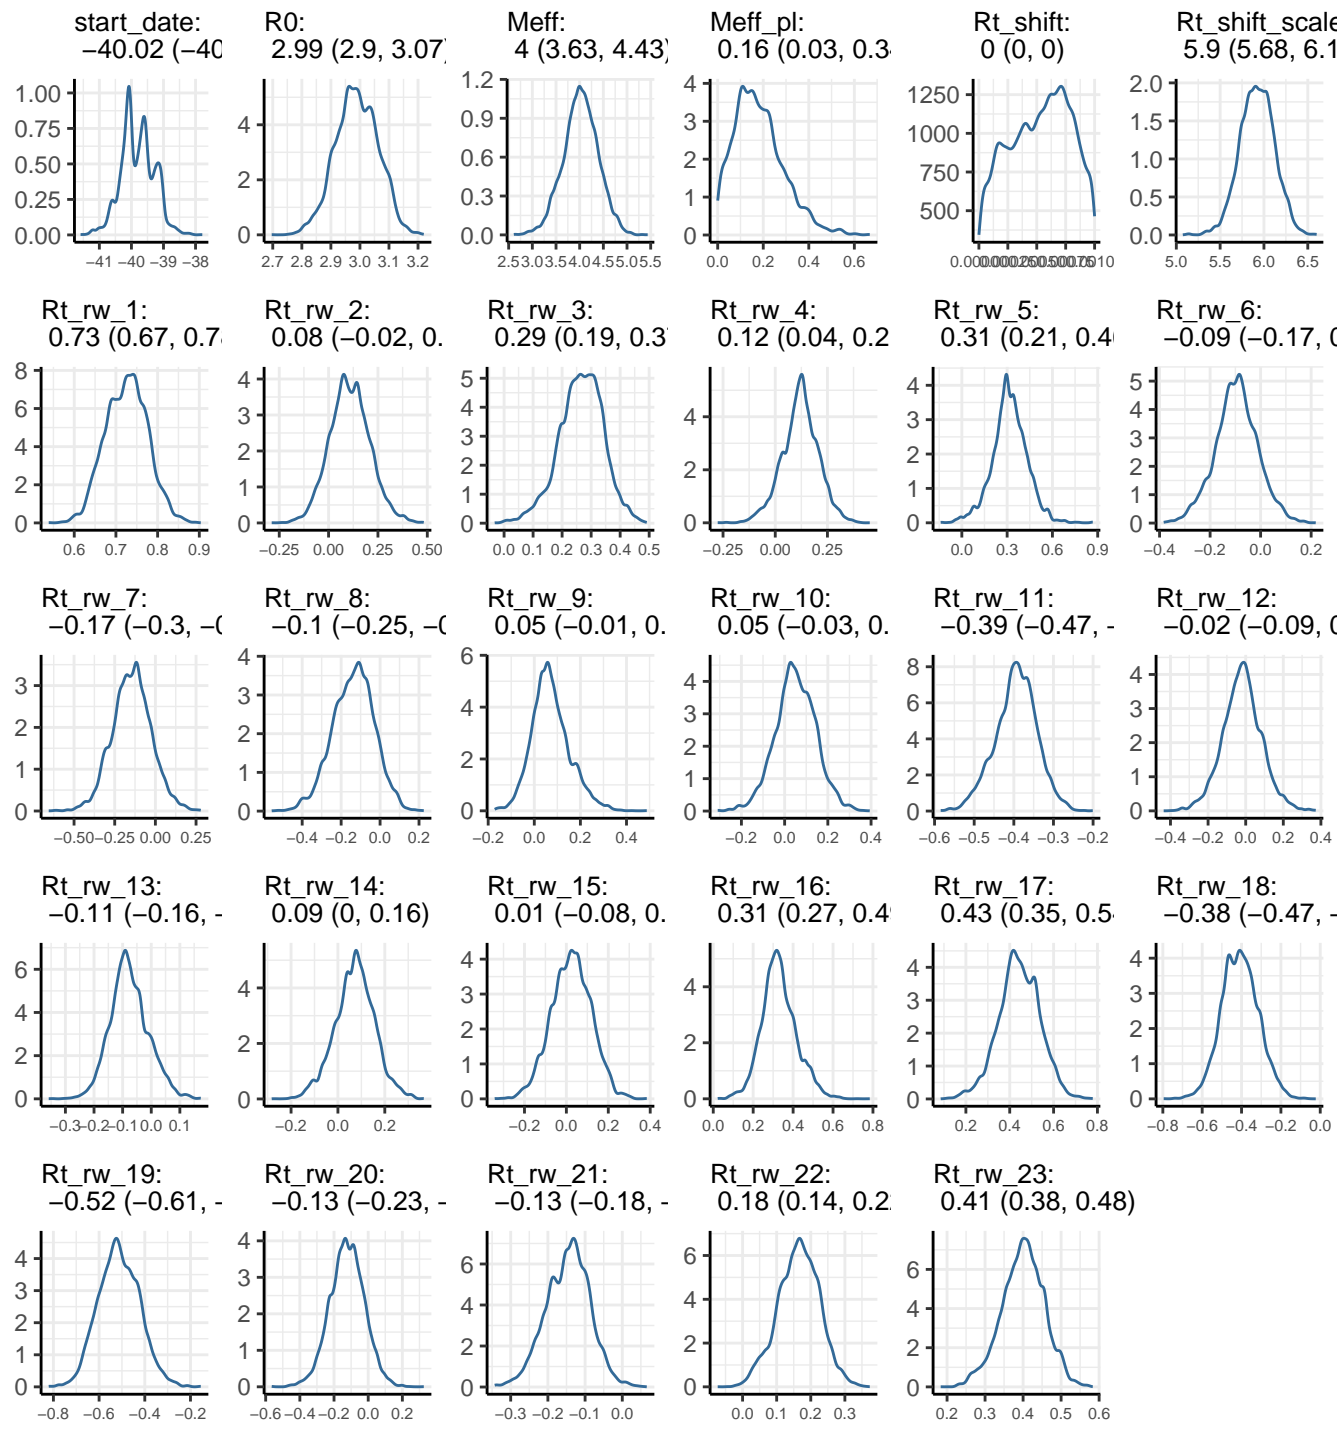 start_date: R0: Meff: Meff_pl: Rt_shift: Rt_shift_scale
−40.02 (−40 2.99 (2.9, 3.07) 4 (3.63, 4.43) 0.16 (0.03, 0.3 0 (0, 0) 5.9 (5.68, 6.1
1.00 0.75 0.50 0.25 0.00
−41 −40 −39 −38
4 2 0
2.7 2.8 2.9 3.0 3.1 3.2
1.2 0.9 0.6 0.3 0.0
2.5 3.0 3.5 4.0 4.5 5.0 5.5
4 3 2 1 0
0.0 0.2 0.4 0.6
1250 1000 750 500
2.0 1.5 1.0 0.5 0.0
5.0 5.5 6.0 6.5
Rt_rw_1: Rt_rw_2: Rt_rw_3: Rt_rw_4: Rt_rw_5: Rt_rw_6:
0.73 (0.67, 0.7 0.08 (−0.02, 0. 0.29 (0.19, 0.3 0.12 (0.04, 0.2 0.31 (0.21, 0.4 −0.09 (−0.17, 0
8 6 4 2 0
0.6 0.7 0.8 0.9
4 3 2 1 0
−0.25 0.00 0.25 0.50
5 4 3 2 1 0
0.0 0.1 0.2 0.3 0.4 0.5
4 2 0
−0.25 0.00 0.25
4 3 2 1 0
0.0 0.3 0.6 0.9
5 4 3 2 1 0
−0.4 −0.2 0.0 0.2
Rt_rw_7: Rt_rw_8: Rt_rw_9: Rt_rw_10: Rt_rw_11: Rt_rw_12:
−0.17 (−0.3, −0 −0.1 (−0.25, −0 0.05 (−0.01, 0. 0.05 (−0.03, 0. −0.39 (−0.47, − −0.02 (−0.09, 0
3 2 1 0
−0.50 −0.25 0.00 0.25
4 3 2 1 0
−0.4 −0.2 0.0 0.2
6 4 2 0
−0.2 0.0 0.2 0.4
4 3 2 1 0
−0.2 0.0 0.2 0.4
8 6 4 2 0
−0.6 −0.5 −0.4 −0.3 −0.2
4 3 2 1 0
−0.4 −0.2 0.0 0.2 0.4
Rt_rw_13: Rt_rw_14: Rt_rw_15: Rt_rw_16: Rt_rw_17: Rt_rw_18:
−0.11 (−0.16, − 0.09 (0, 0.16) 0.01 (−0.08, 0. 0.31 (0.27, 0.4 0.43 (0.35, 0.5 −0.38 (−0.47, −
6 4 2 0
−0.3 −0.2 −0.1 0.0 0.1
4 2 0
−0.2 0.0 0.2
4 3 2 1 0
−0.2 0.0 0.2 0.4
4 2 0
0.0 0.2 0.4 0.6 0.8
4 3 2 1 0
0.2 0.4 0.6 0.8
4 3 2 1 0
−0.8 −0.6 −0.4 −0.2 0.0
Rt_rw_19: Rt_rw_20: Rt_rw_21: Rt_rw_22: Rt_rw_23:
−0.52 (−0.61, − −0.13 (−0.23, − −0.13 (−0.18, − 0.18 (0.14, 0.2 0.41 (0.38, 0.48)
4 3 2 1 0
−0.8 −0.6 −0.4 −0.2
4 3 2 1 0
−0.6 −0.4 −0.2 0.0 0.2
6 4 2 0
−0.3 −0.2 −0.1 0.0
6 4 2 0
0.0 0.1 0.2 0.3
6 4 2 0
0.2 0.3 0.4 0.5 0.6